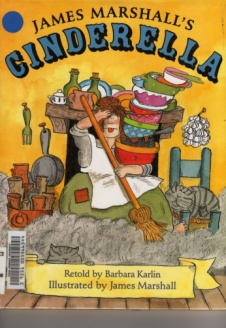 JAMES MARSHALL'S
CINDERELLA
Retold by Barbara Karlin
Illustrated by James Marshall